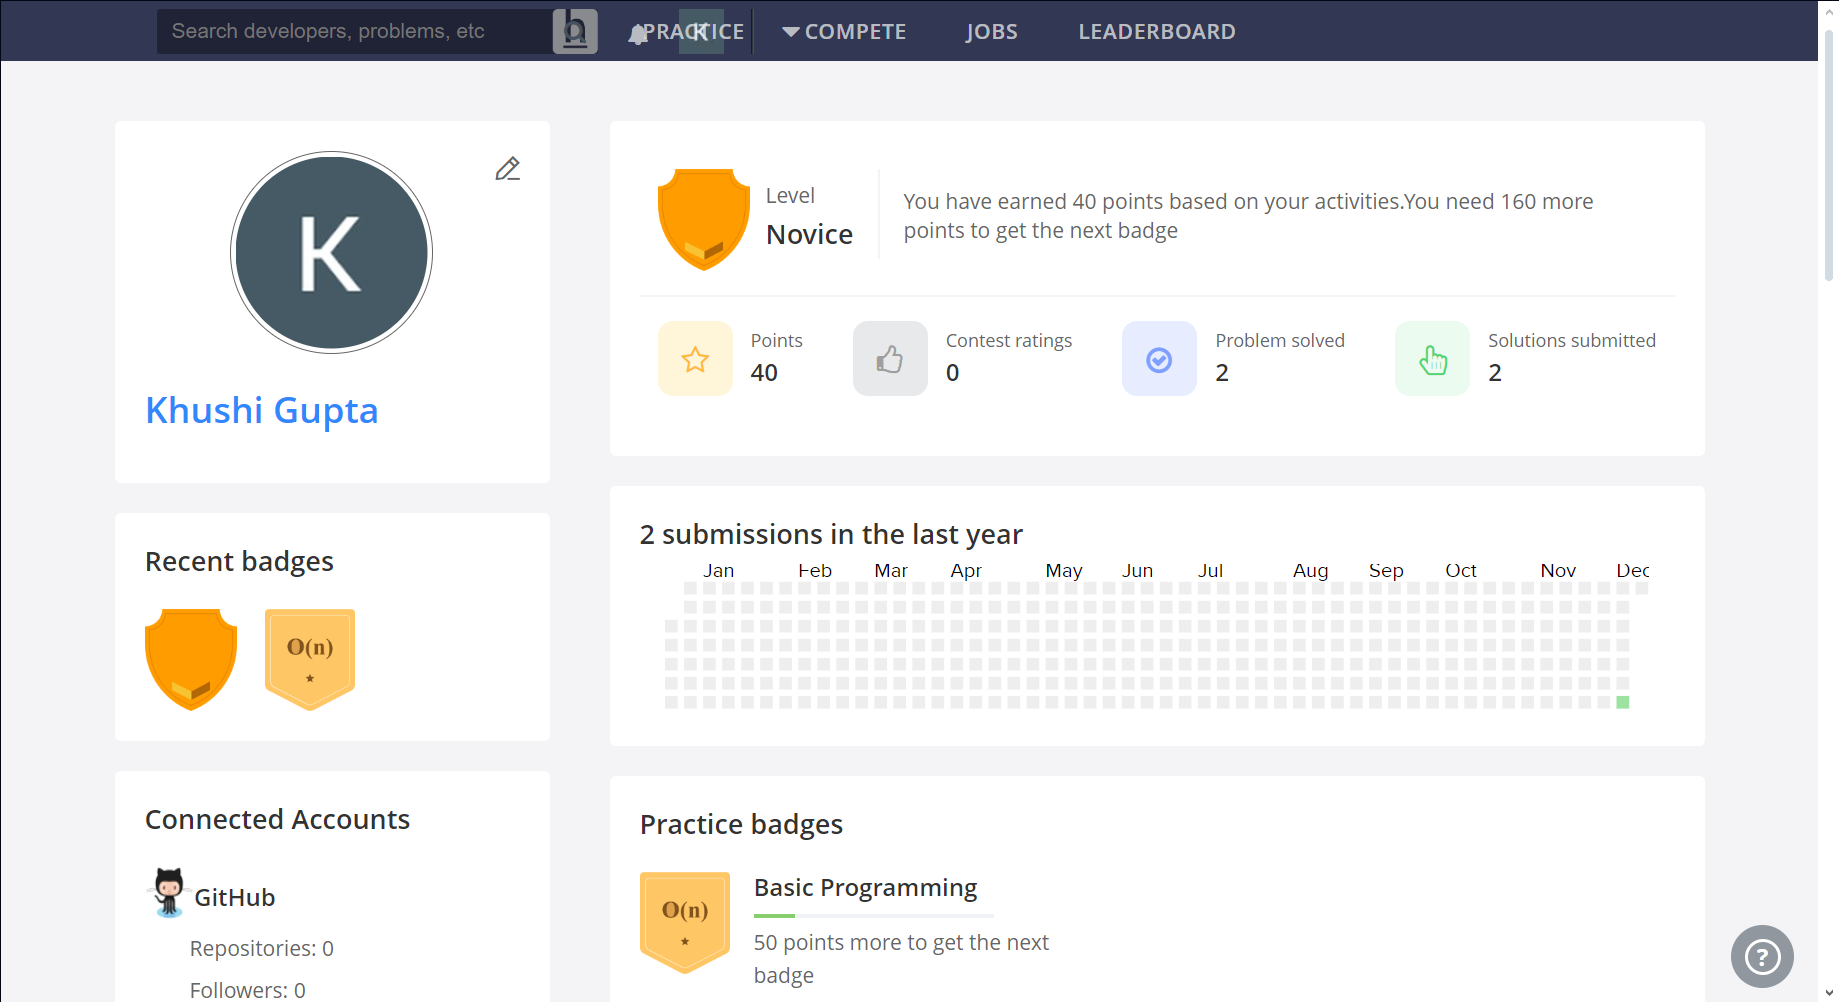 Search developers, problems, etc
PRACTICE
K
COMPETE
JOBS
LEADERBOARD
K
Khushi Gupta
Level
Novice
You have earned 40 points based on your activities.You need 160 more
points to get the next badge
Points
40
Contest ratings
0
Problem solved
2
Solutions submitted
2
Recent badges
O(n)
2 submissions in the last year
Jan Feb Mar Apr May Jun Jul Aug Sep Oct Nov Dec
Connected Accounts
GitHub
Repositories: 0
Followers: 0
Practice badges
O(n)
Basic Programming
50 points more to get the next
badge
?